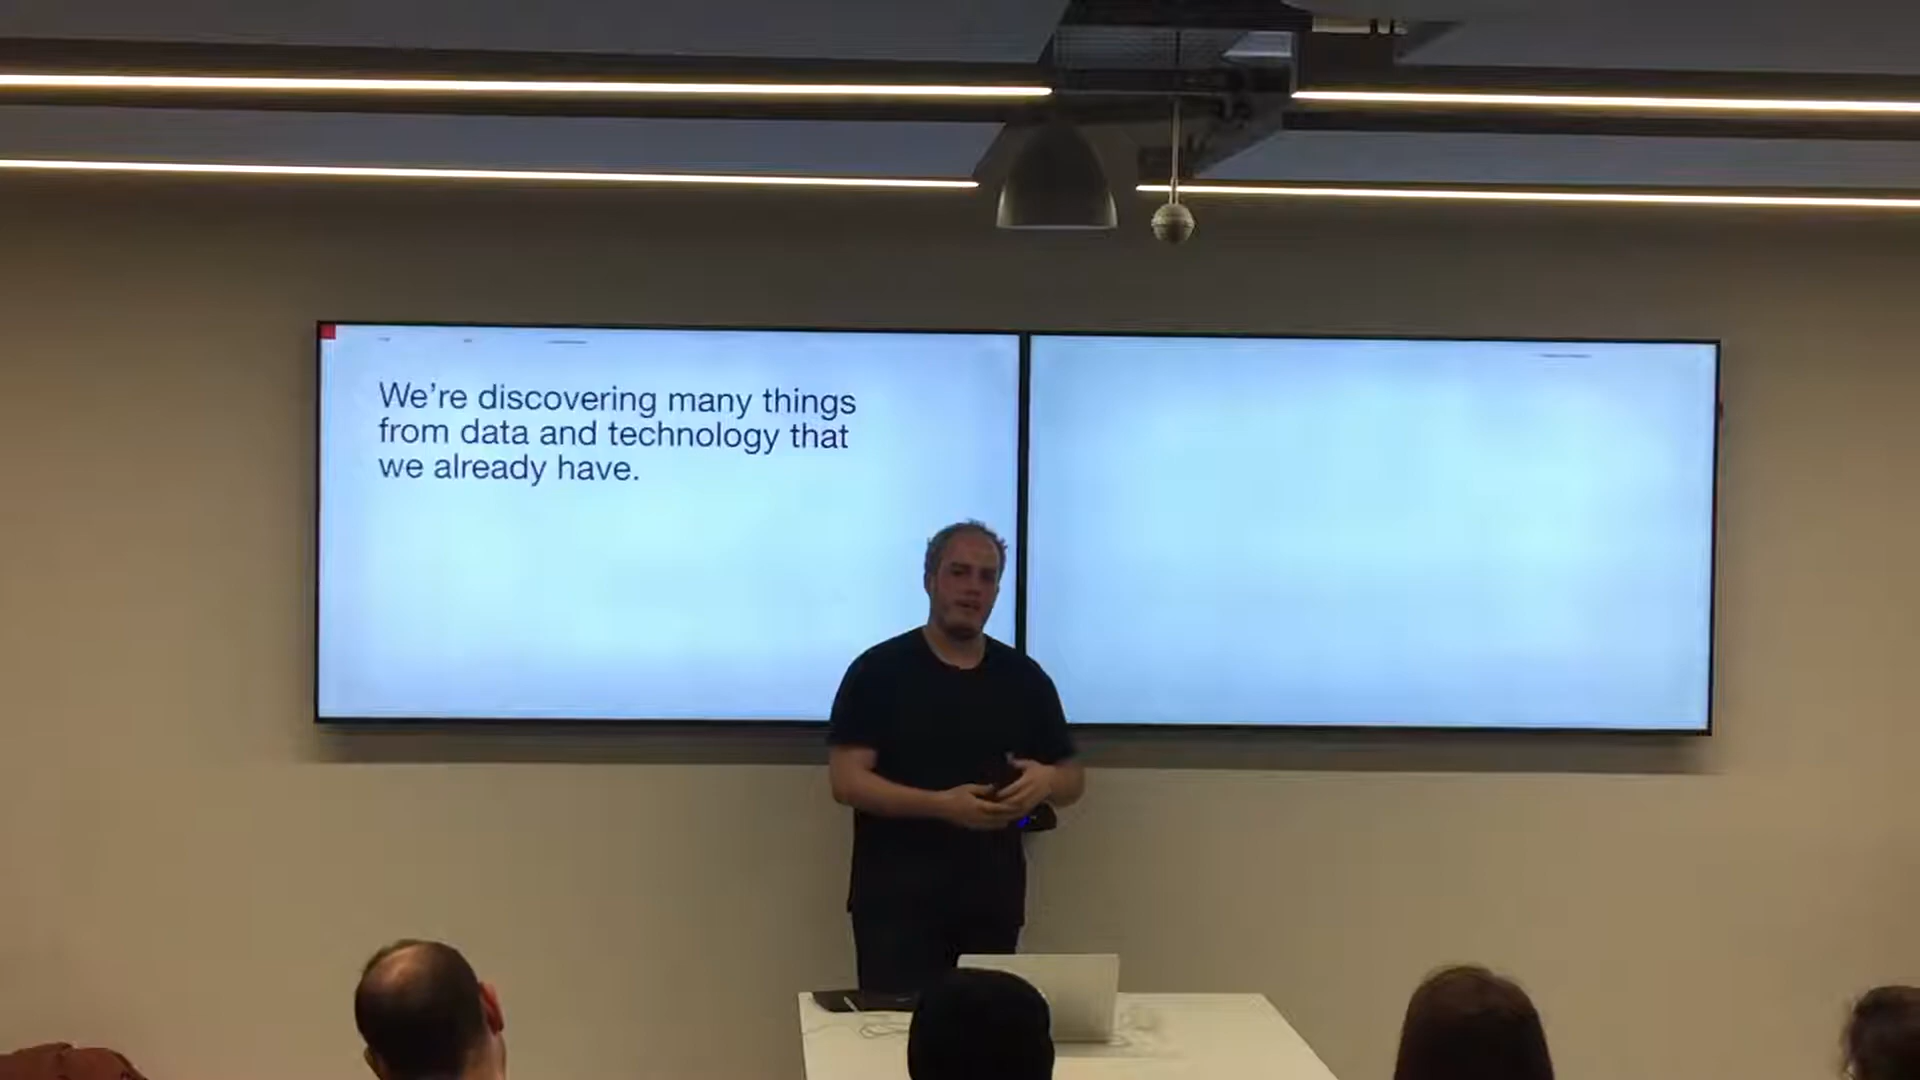 We're discovering many things
from data and technology that
we already have.